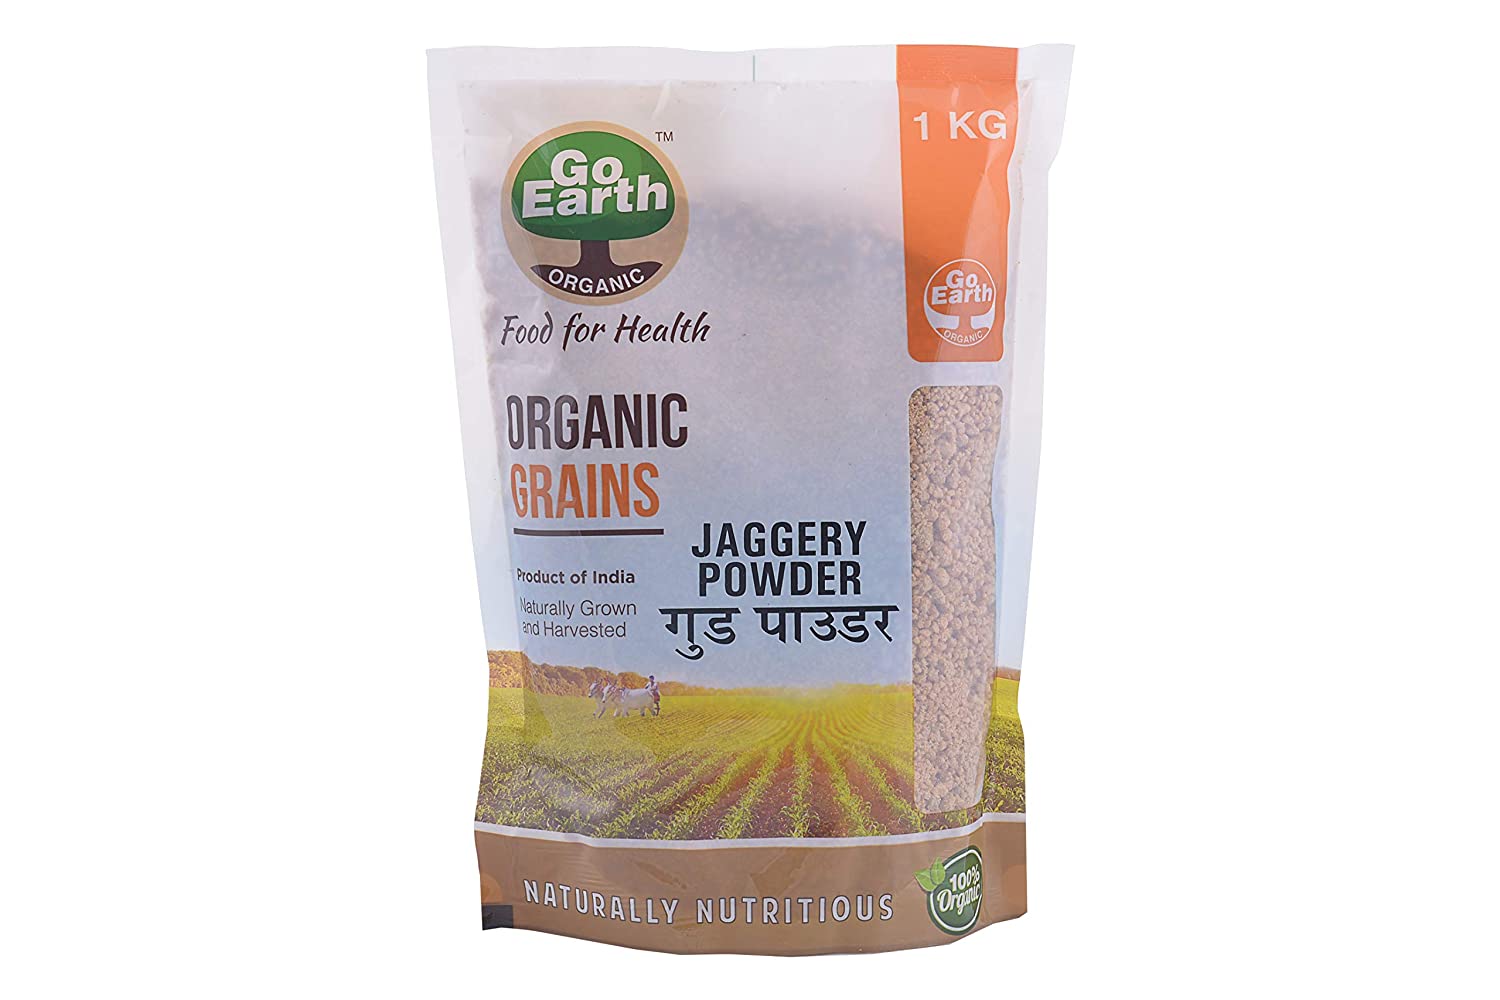 Go
Earth
TM
ORGANIC
Food for Health
1 KG
Go
Earth
ORGANIC
ORGANIC
GRAINS
Product of India
Naturally Grown
and Harvested
JAGGERY
POWDER
गुड पाउडर
NATURALLY NUTRITIOUS
100%
Organic